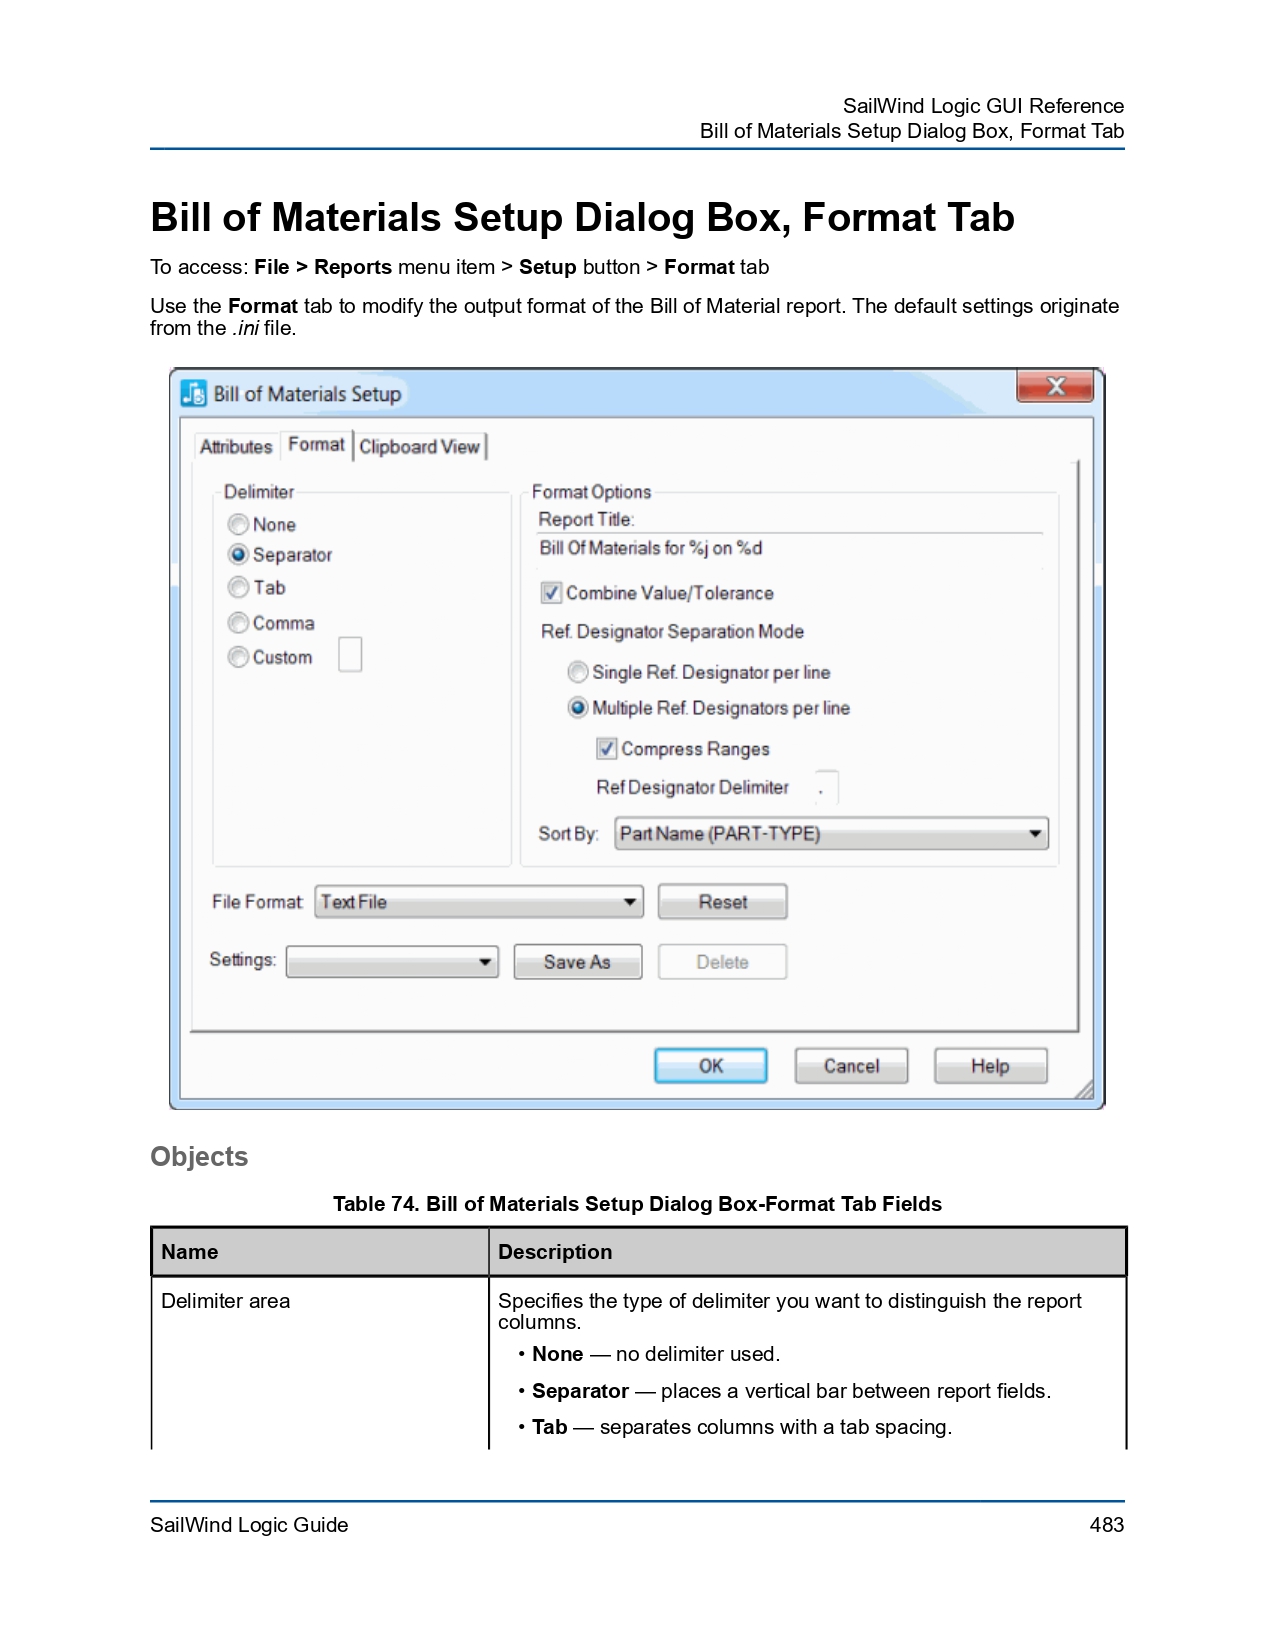 SailWind Logic GUI Reference
Bill of Materials Setup Dialog Box, Format Tab
Bill of Materials Setup Dialog Box, Format Tab
To access: File > Reports menu item > Setup button > Format tab
Use the Format tab to modify the output format of the Bill of Material report. The default settings originate
from the .ini file.
Bill of Materials Setup
Attributes Format Clipboard View
Delimiter
None
Separator
Tab
Comma
Custom
Format Options
Report Title:
Bill Of Materials for %j on %d
Combine Value/Tolerance
Ref. Designator Separation Mode
Single Ref. Designator per line
Multiple Ref. Designators per line
Compress Ranges
Ref Designator Delimiter .
Sort By: Part Name (PART-TYPE)
File Format: Text File Reset
Settings: Save As Delete
OK Cancel Help
Objects
Table 74. Bill of Materials Setup Dialog Box-Format Tab Fields
Name Description
Delimiter area Specifies the type of delimiter you want to distinguish the report
columns.
• None — no delimiter used.
• Separator — places a vertical bar between report fields.
• Tab — separates columns with a tab spacing.
SailWind Logic Guide 483